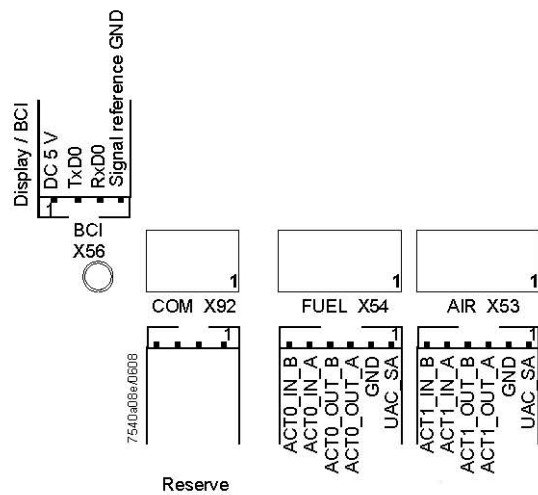 Display / BCI
DC 5 V
TxD0
RxD0
Signal reference GND
1
BCI
X56
1
COM X92
1
FUEL X54
1
AIR X53
1
1
1
ACT0_IN_B
ACT0_IN_A
ACT0_OUT_B
ACT0_OUT_A
GND
UAC_SA
ACT1_IN_B
ACT1_IN_A
ACT1_OUT_B
ACT1_OUT_A
GND
UAC_SA
7540a08e/0608
Reserve